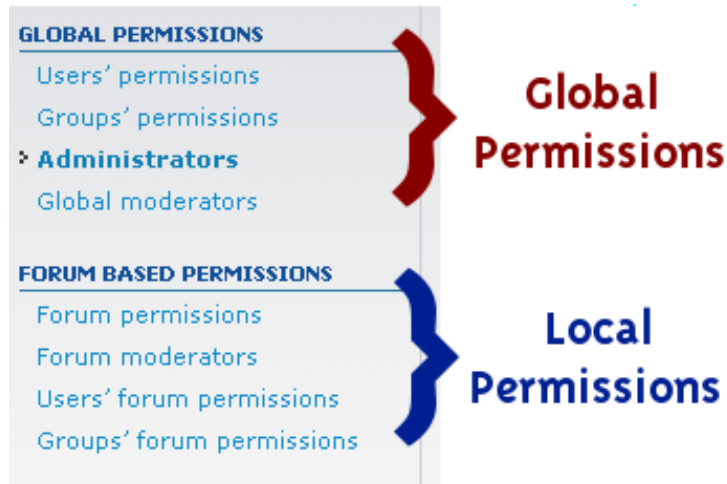 GLOBAL PERMISSIONS
Users' permissions
Groups' permissions
Administrators
Global moderators
Global
Permissions
FORUM BASED PERMISSIONS
Forum permissions
Forum moderators
Users' forum permissions
Groups' forum permissions
Local
Permissions